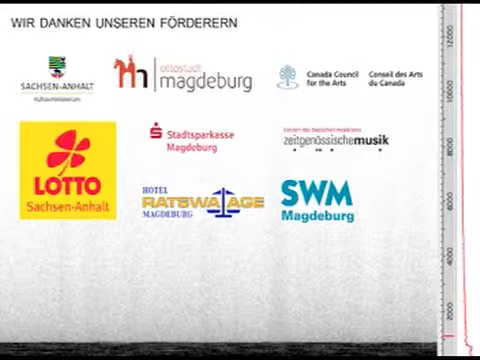 WIR DANKEN UNSEREN FÖRDERERN
SACHSEN-ANHALT
Kultusministerium
ottostadt
magdeburg
Canada Council
for the Arts
Conseil des Arts
du Canada
Stadtsparkasse
Magdeburg
zeitgenössischemusik
LOTTO
Sachsen-Anhalt
HOTEL
RATSWAAGE
MAGDEBURG
SWM
Magdeburg
12000
10000
8000
6000
4000
2000